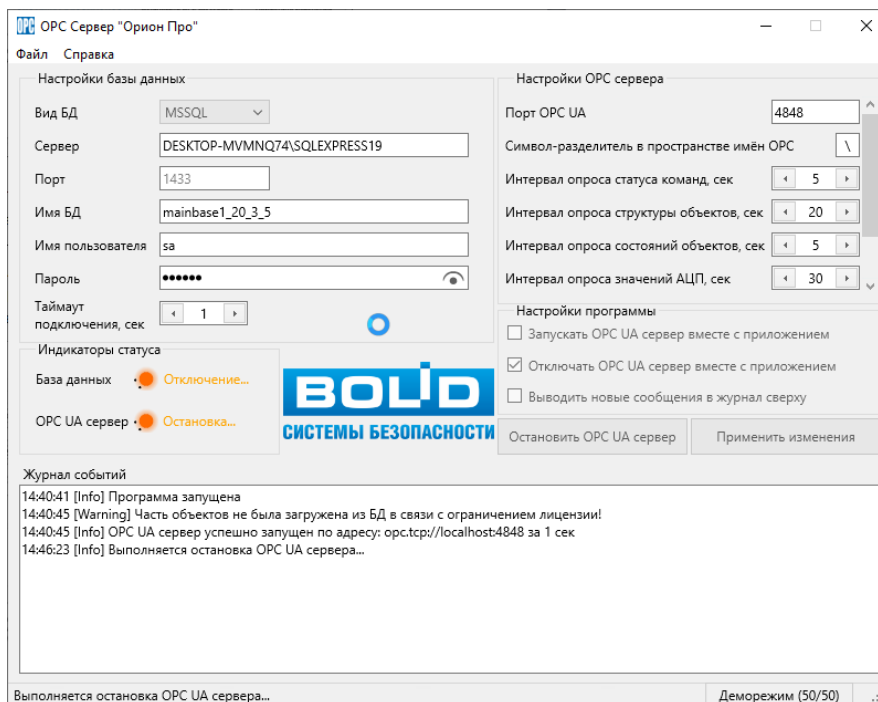 OPC ОРС Сервер "Орион Про"
Файл Справка
Настройки базы данных
Вид БД MSSQL
Сервер DESKTOP-MVMNQ74\SQLEXPRESS19
Порт 1433
Имя БД mainbase1_20_3_5
Имя пользователя sa
Пароль ••••••
Таймаут
подключения, сек 1
Настройки ОРС сервера
Порт OPC UA 4848
Символ-разделитель в пространстве имён ОРС \
Интервал опроса статуса команд, сек 5
Интервал опроса структуры объектов, сек 20
Интервал опроса состояний объектов, сек 5
Интервал опроса значений АЦП, сек 30
Настройки программы
Запускать OPC UA сервер вместе с приложением
Отключать OPC UA сервер вместе с приложением
Выводить новые сообщения в журнал сверху
Индикаторы статуса
База данных Отключение...
OPC UA сервер Остановка...
BOLID
СИСТЕМЫ БЕЗОПАСНОСТИ
Остановить OPC UA сервер Применить изменения
Журнал событий
14:40:41 [Info] Программа запущена
14:40:45 [Warning] Часть объектов не была загружена из БД в связи с ограничением лицензии!
14:40:45 [Info] OPC UA сервер успешно запущен по адресу: opc.tcp://localhost:4848 за 1 сек
14:46:23 [Info] Выполняется остановка OPC UA сервера...
Выполняется остановка OPC UA сервера... Деморежим (50/50)